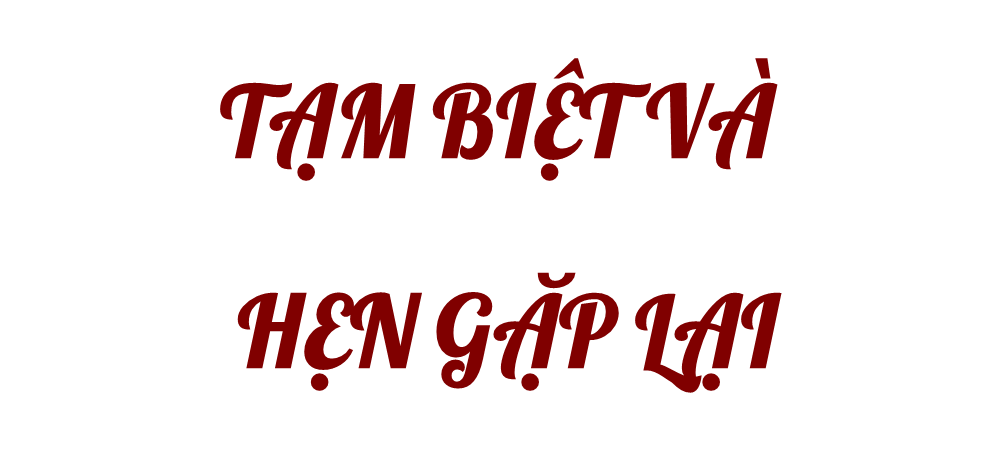 TẠM BIỆT VÀ
HẸN GẶP LẠI